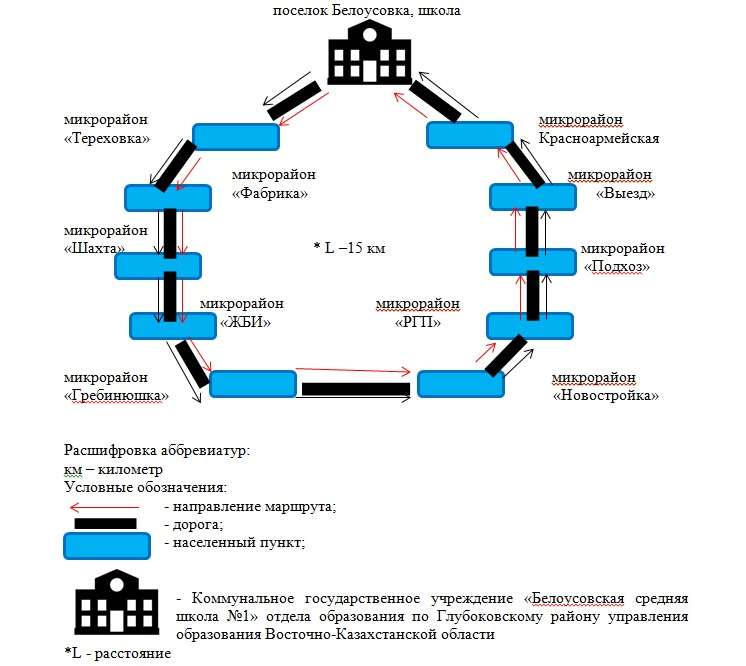 поселок Белоусовка, школа
микрорайон
«Тереховка»
микрорайон
Красноармейская
микрорайон
«Фабрика»
микрорайон
«Выезд»
микрорайон
«Шахта»
* L –15 км
микрорайон
«Подхоз»
микрорайон
«ЖБИ»
микрорайон
«РГП»
микрорайон
«Гребинюшка»
микрорайон
«Новостройка»
Расшифровка аббревиатур:
км – километр
Условные обозначения:
- направление маршрута;
- дорога;
- населенный пункт;
- Коммунальное государственное учреждение «Белоусовская средняя
школа №1» отдела образования по Глубоковскому району управления
образования Восточно-Казахстанской области
*L - расстояние